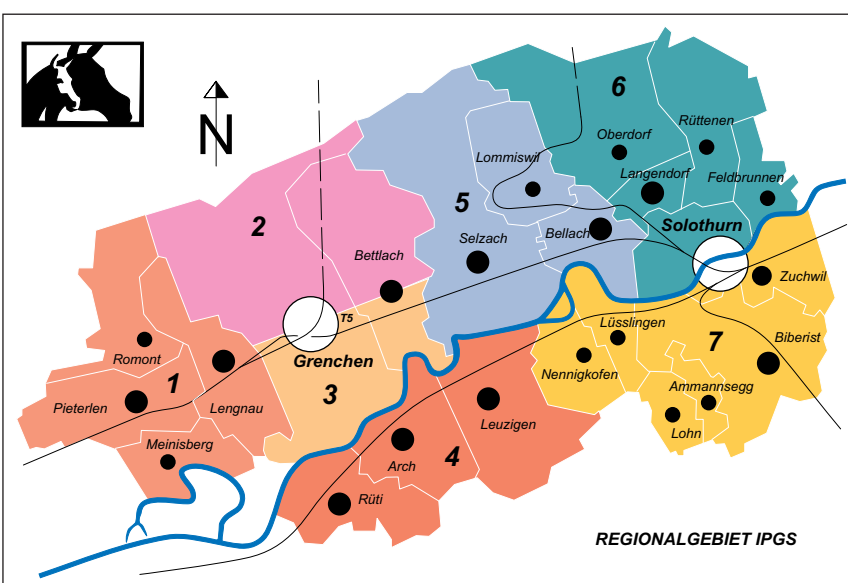 6
Rüttenen
Oberdorf
N
Lommiswil
Langendorf
Feldbrunnen
5
2
Solothurn
Bellach
Selzach
Bettlach
Zuchwil
T5
Lüsslingen
Romont
Grenchen
7
Biberist
1
3
Nennigkofen
Ammannsegg
Pieterlen
Lengnau
Leuzigen
Lohn
Meinisberg
4
Arch
Rüti
REGIONALGEBIET IPGS